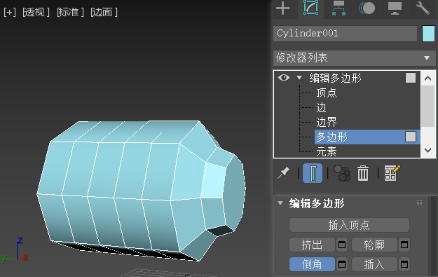 [+] [透视] [标准] [边面]
Cylinder001
修改器列表
编辑多边形
顶点
边
边界
多边形
元素
编辑多边形
插入顶点
挤出 轮廓
倒角 插入
z
y x